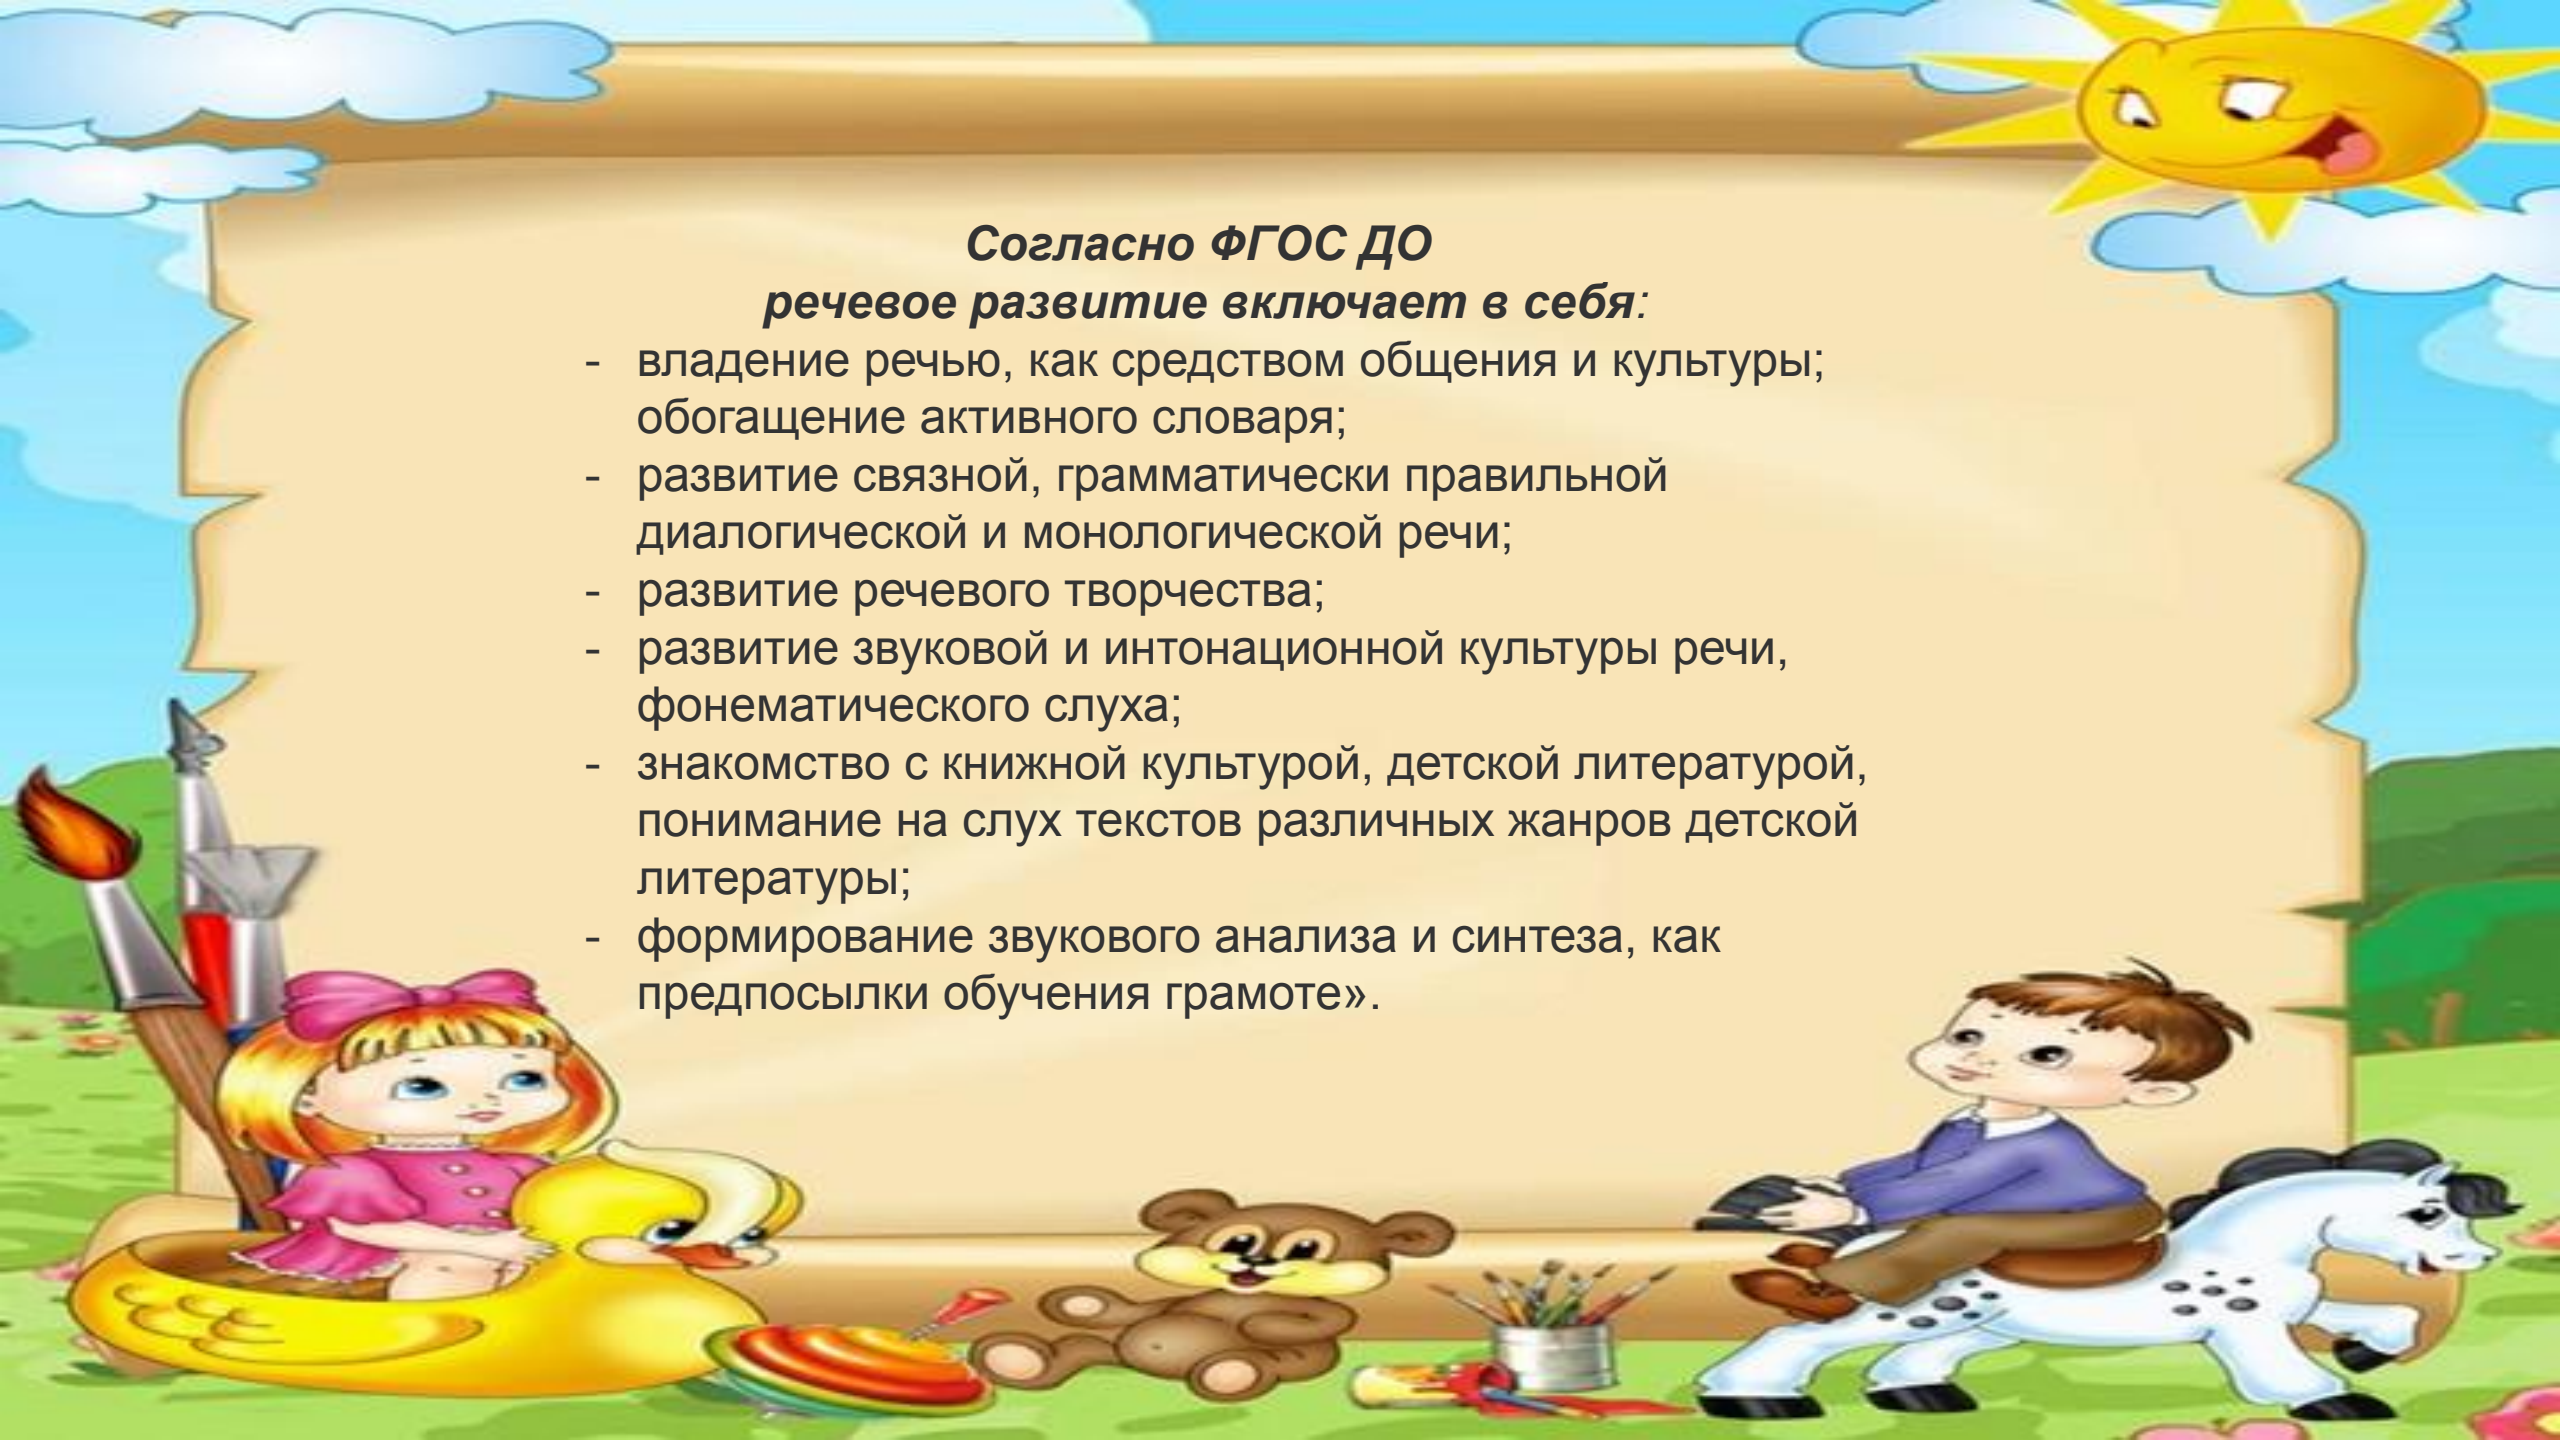 Согласно ФГОС ДО
речевое развитие включает в себя:
- владение речью, как средством общения и культуры;
обогащение активного словаря;
- развитие связной, грамматически правильной
диалогической и монологической речи;
- развитие речевого творчества;
- развитие звуковой и интонационной культуры речи,
фонематического слуха;
- знакомство с книжной культурой, детской литературой,
понимание на слух текстов различных жанров детской
литературы;
- формирование звукового анализа и синтеза, как
предпосылки обучения грамоте».